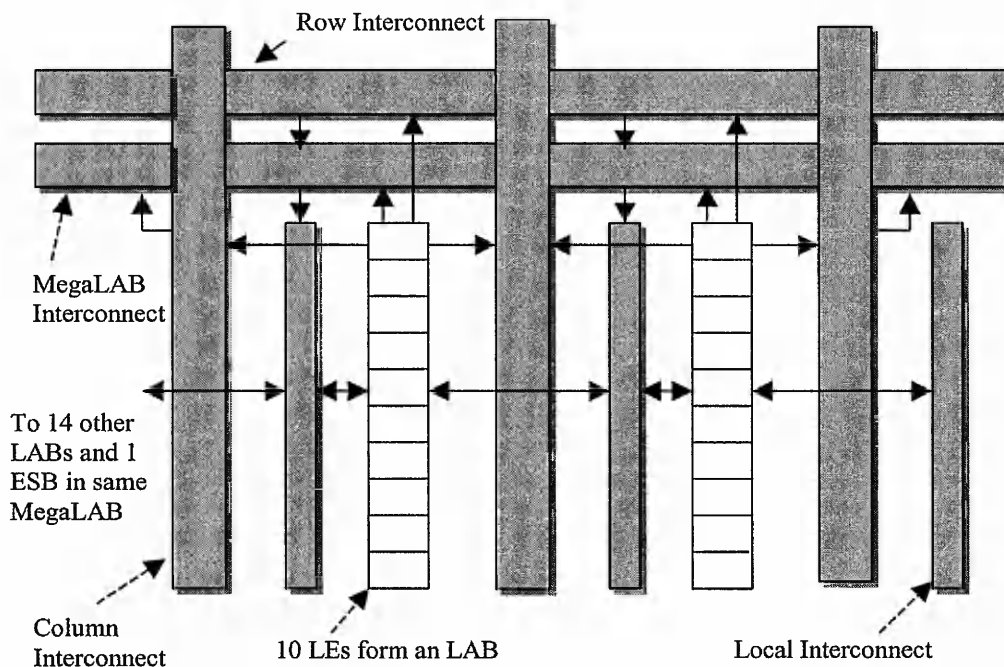 Row Interconnect
MegaLAB
Interconnect
To 14 other
LABs and 1
ESB in same
MegaLAB
Column
Interconnect
10 LEs form an LAB
Local Interconnect